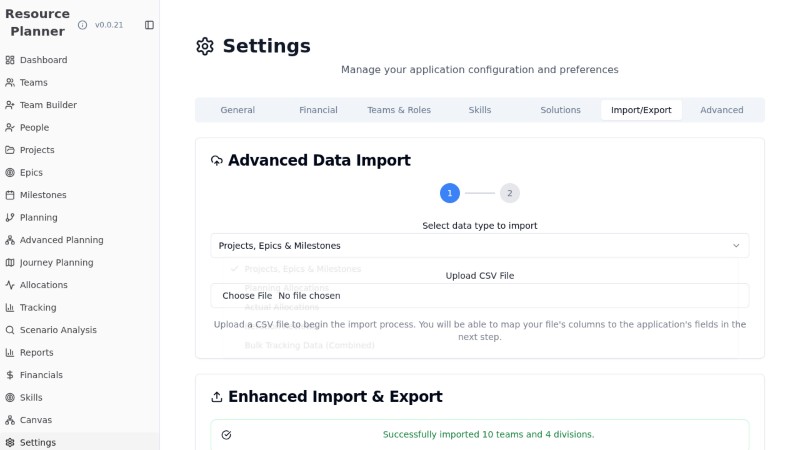 Resource
Planner
v0.0.21
Dashboard
Teams
Team Builder
People
Projects
Epics
Milestones
Planning
Advanced Planning
Journey Planning
Allocations
Tracking
Scenario Analysis
Reports
Financials
Skills
Canvas
Settings
Settings
Manage your application configuration and preferences
General Financial Teams & Roles Skills Solutions Import/Export Advanced
Advanced Data Import
1 2
Select data type to import
Projects, Epics & Milestones
Projects, Epics & Milestones
Upload CSV File
Planning Allocations
Choose File No file chosen
Actual Allocations
Upload a CSV file to begin the import process. You will be able to map your file's columns to the application's fields in the
next step.
Bulk Tracking Data (Combined)
Enhanced Import & Export
Successfully imported 10 teams and 4 divisions.